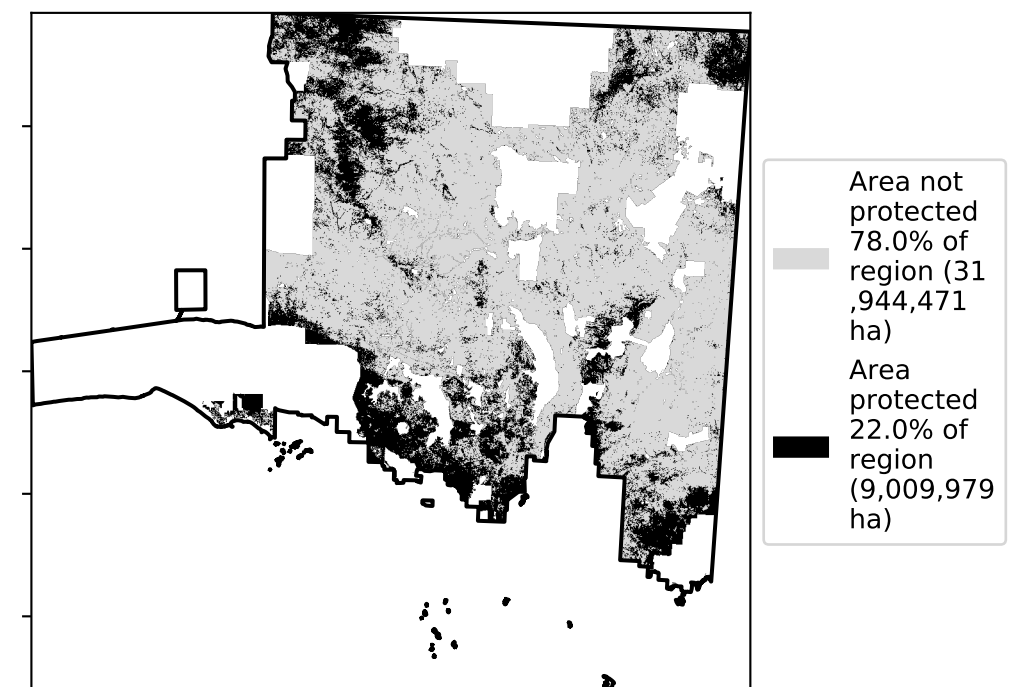 Area not
protected
78.0% of
region (31
,944,471
ha)
Area
protected
22.0% of
region
(9,009,979
ha)